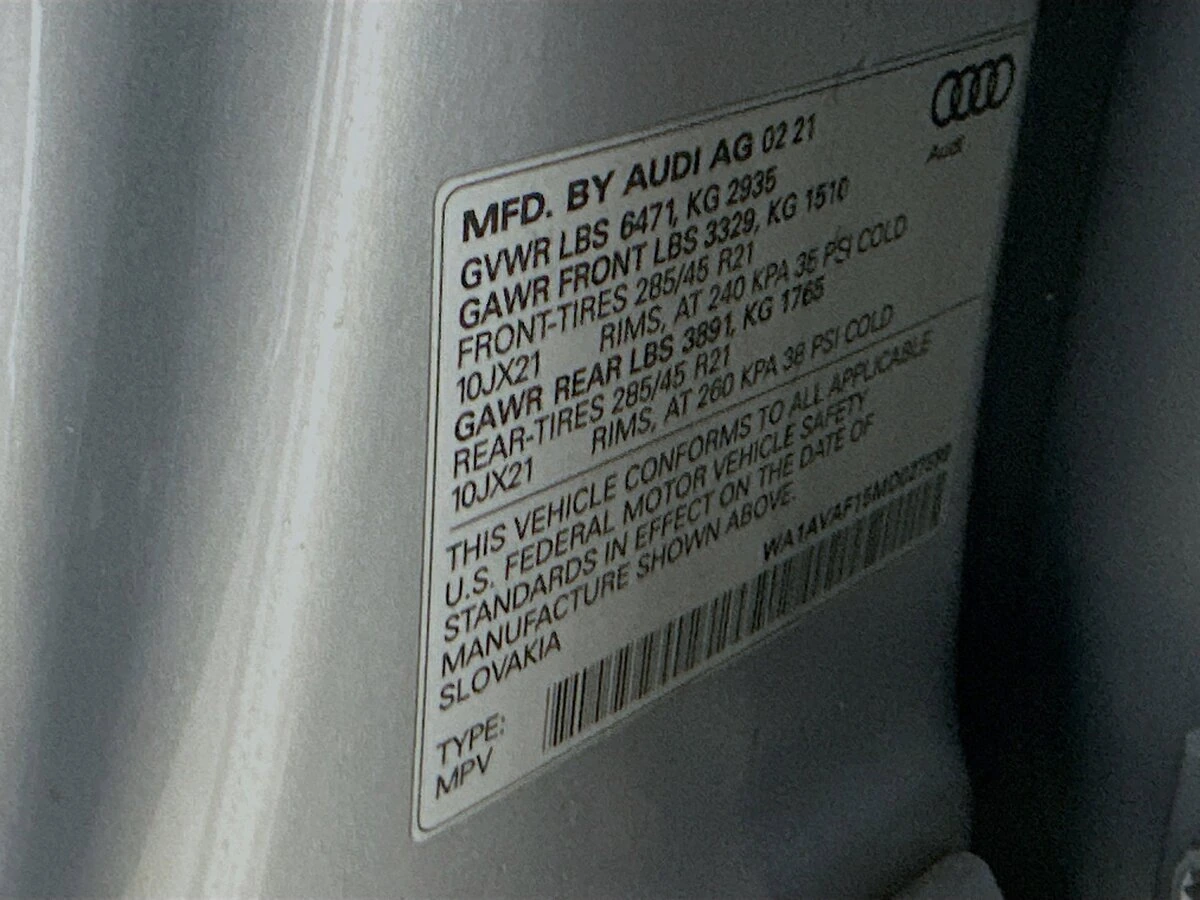 Audi
MFD. BY AUDI AG 02 21
GVWR LBS 6471, KG 2935
GAWR FRONT LBS 3329, KG 1510
FRONT-TIRES 285/45 R21
10JX21 RIMS, AT 240 KPA 35 PSI COLD
GAWR REAR LBS 3891, KG 1765
REAR-TIRES 285/45 R21
10JX21 RIMS, AT 260 KPA 38 PSI COLD
THIS VEHICLE CONFORMS TO ALL APPLICABLE
U.S. FEDERAL MOTOR VEHICLE SAFETY
STANDARDS IN EFFECT ON THE DATE OF
MANUFACTURE SHOWN ABOVE.
SLOVAKIA
TYPE:
MPV